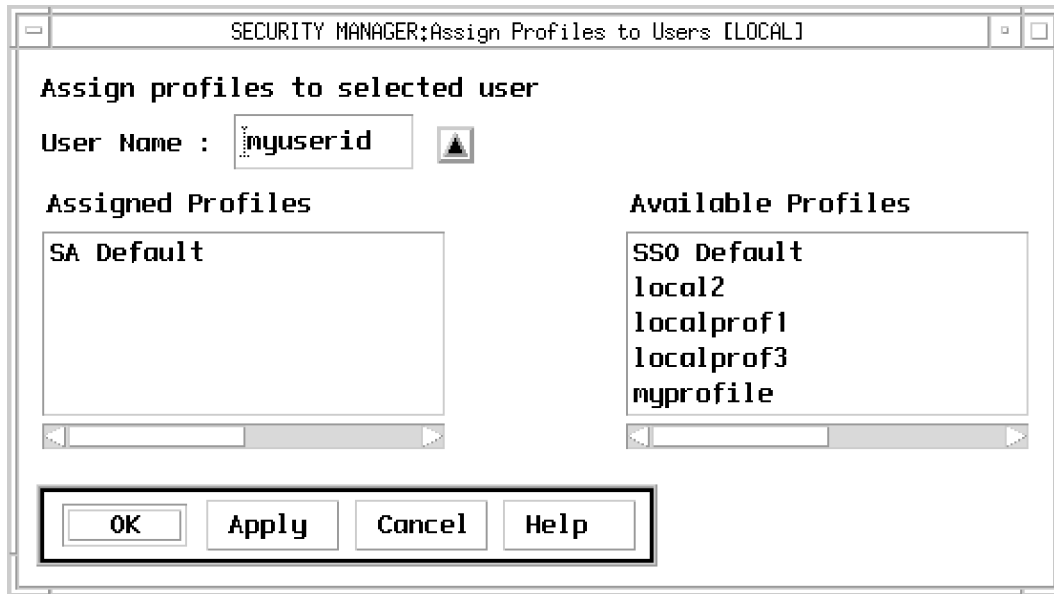 SECURITY MANAGER:Assign Profiles to Users [LOCAL]
Assign profiles to selected user
User Name : myuserid
Assigned Profiles
SA Default
Available Profiles
SSO Default
local2
localprof1
localprof3
myprofile
OK Apply Cancel Help